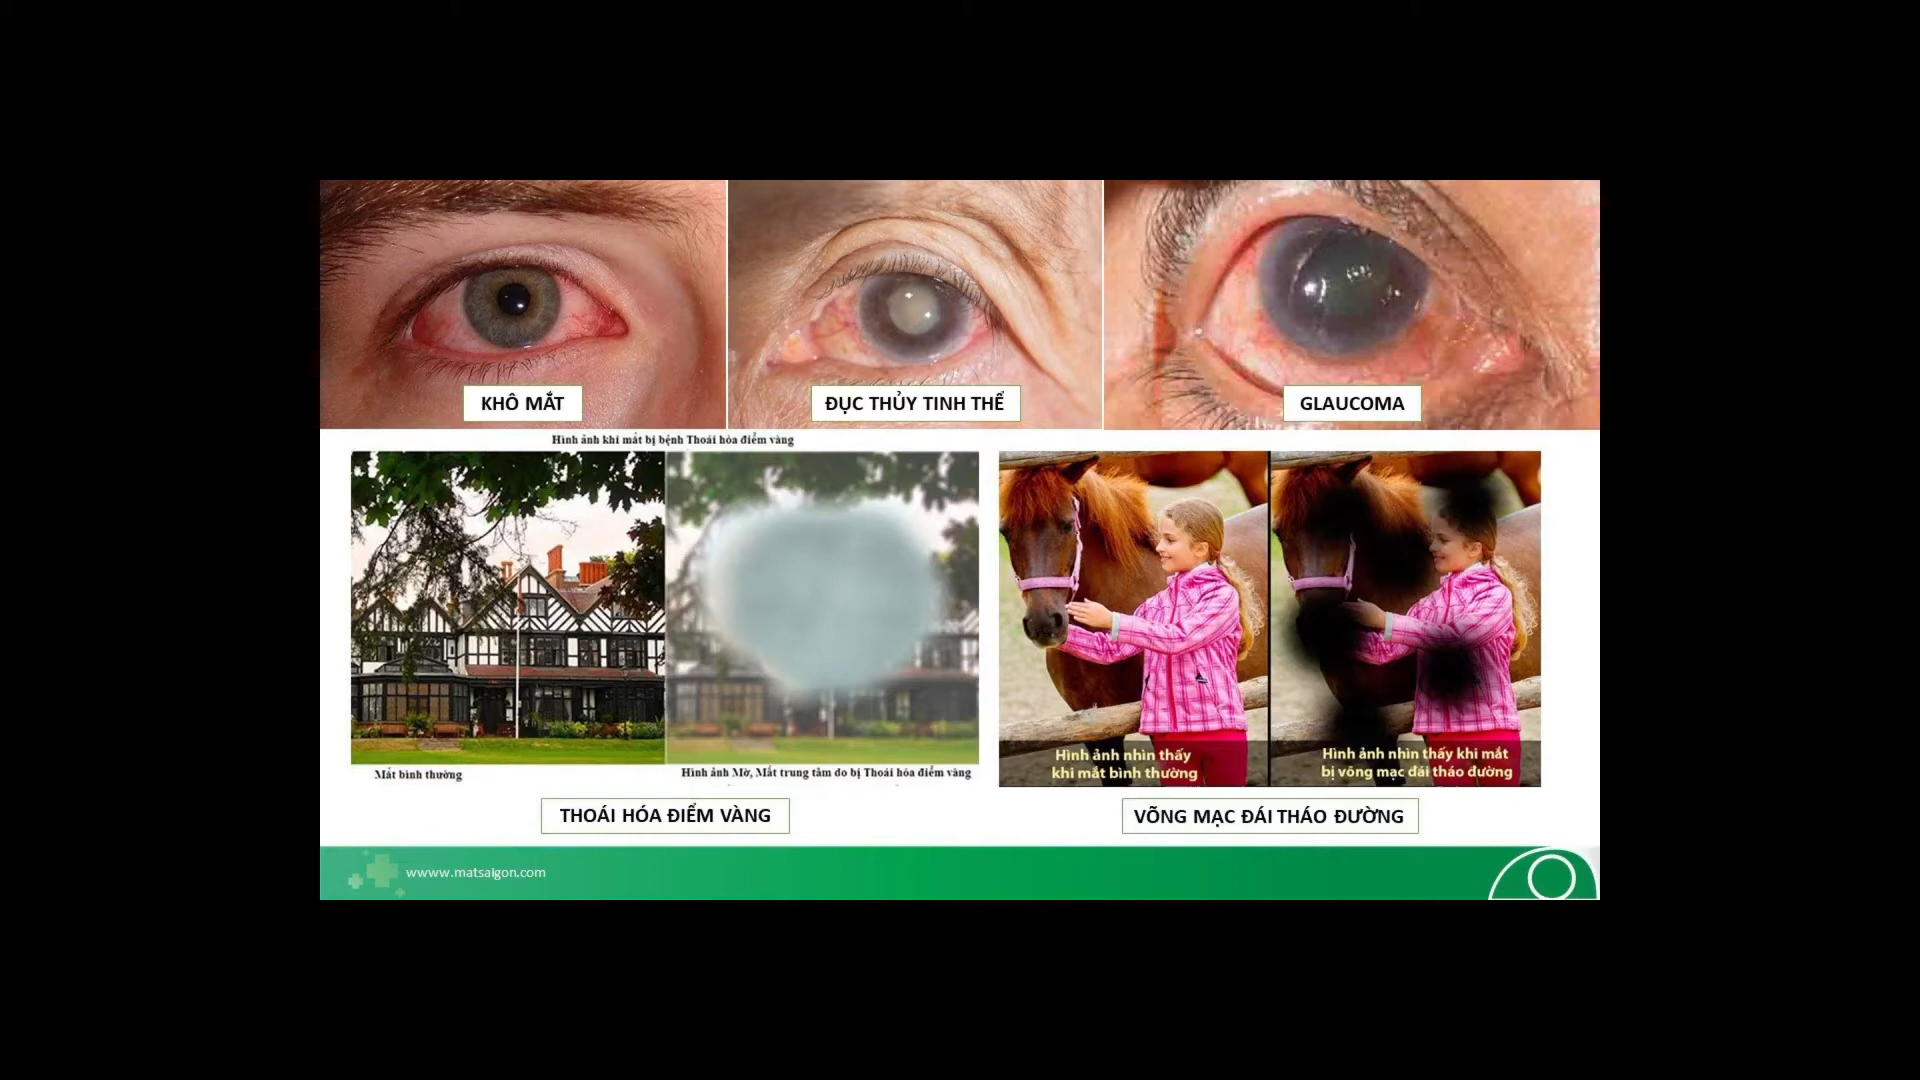 KHÔ MẮT
ĐỤC THỦY TINH THỂ
GLAUCOMA
Hình ảnh khi mắt bị bệnh Thoái hóa điểm vàng
Mắt bình thường
Hình ảnh Mờ, Mắt trung tâm do bị Thoái hóa điểm vàng
Hình ảnh nhìn thấy
khi mắt bình thường
Hình ảnh nhìn thấy khi mắt
bị võng mạc đái tháo đường
THOÁI HÓA ĐIỂM VÀNG
VÕNG MẠC ĐÁI THÁO ĐƯỜNG
wwww.matsaigon.com